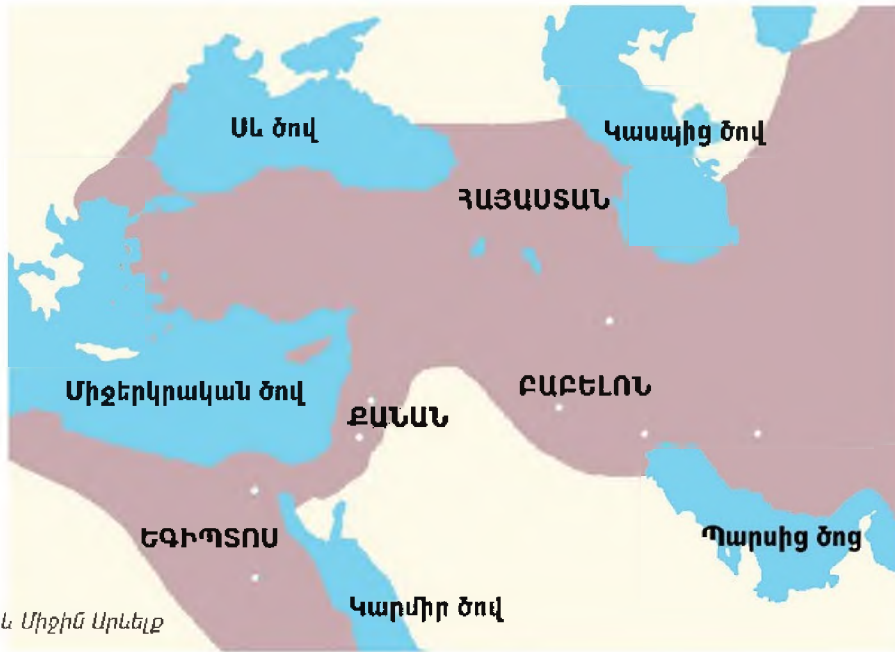 Սև ծով
Կասպից ծով
ՀԱՅԱՍՏԱՆ
Միջերկրական ծով
ՔԱՆԱՆ
ԲԱԲԵԼՈՆ
ԵԳԻՊՏՈՍ
Պարսից ծոց
Կարմիր ծով
և Միջին Արևելք